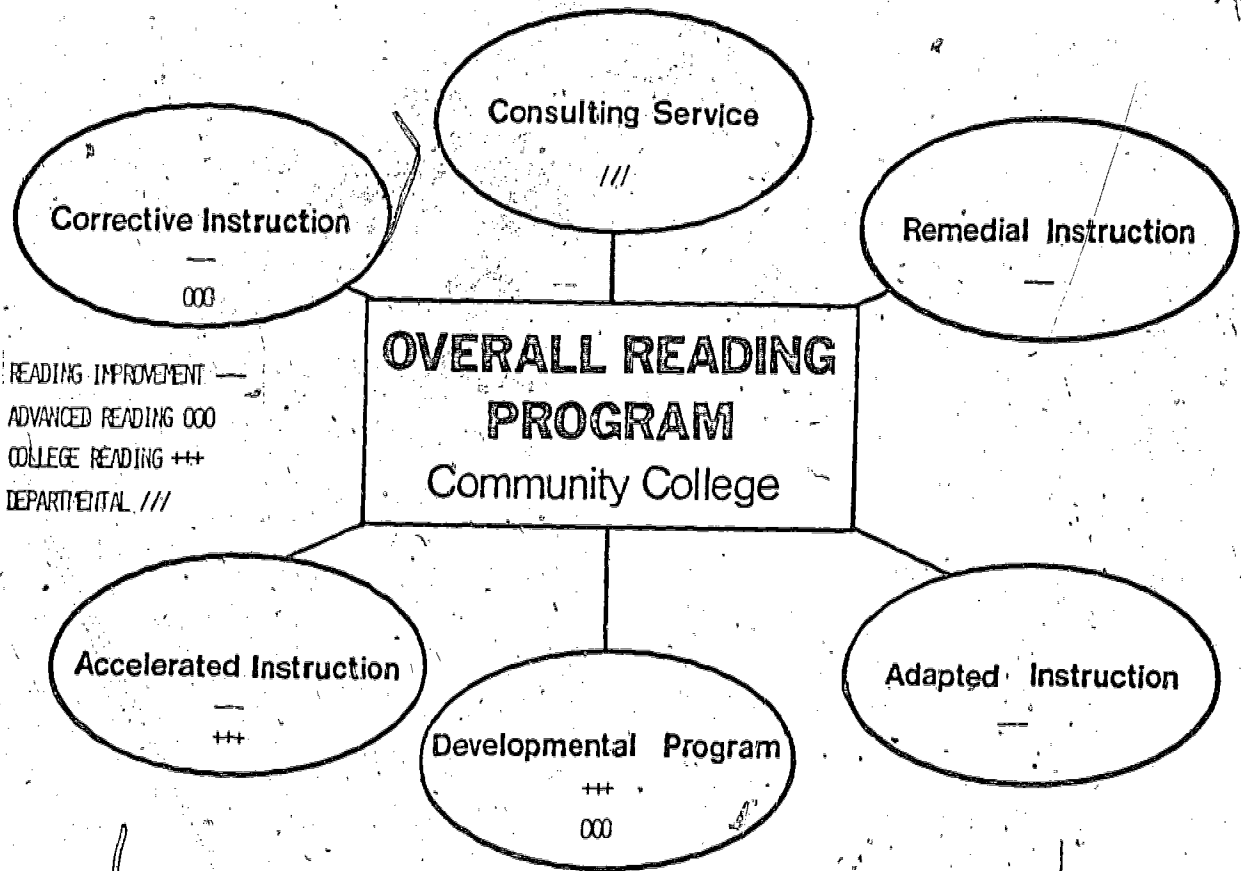 Consulting Service
///
Corrective Instruction
—
000
Remedial Instruction
—
OVERALL READING
PROGRAM
Community College
READING IMPROVEMENT —
ADVANCED READING 000
COLLEGE READING +++
DEPARTMENTAL ///
Accelerated Instruction
—
+++
Developmental Program
+++
000
Adapted Instruction
—